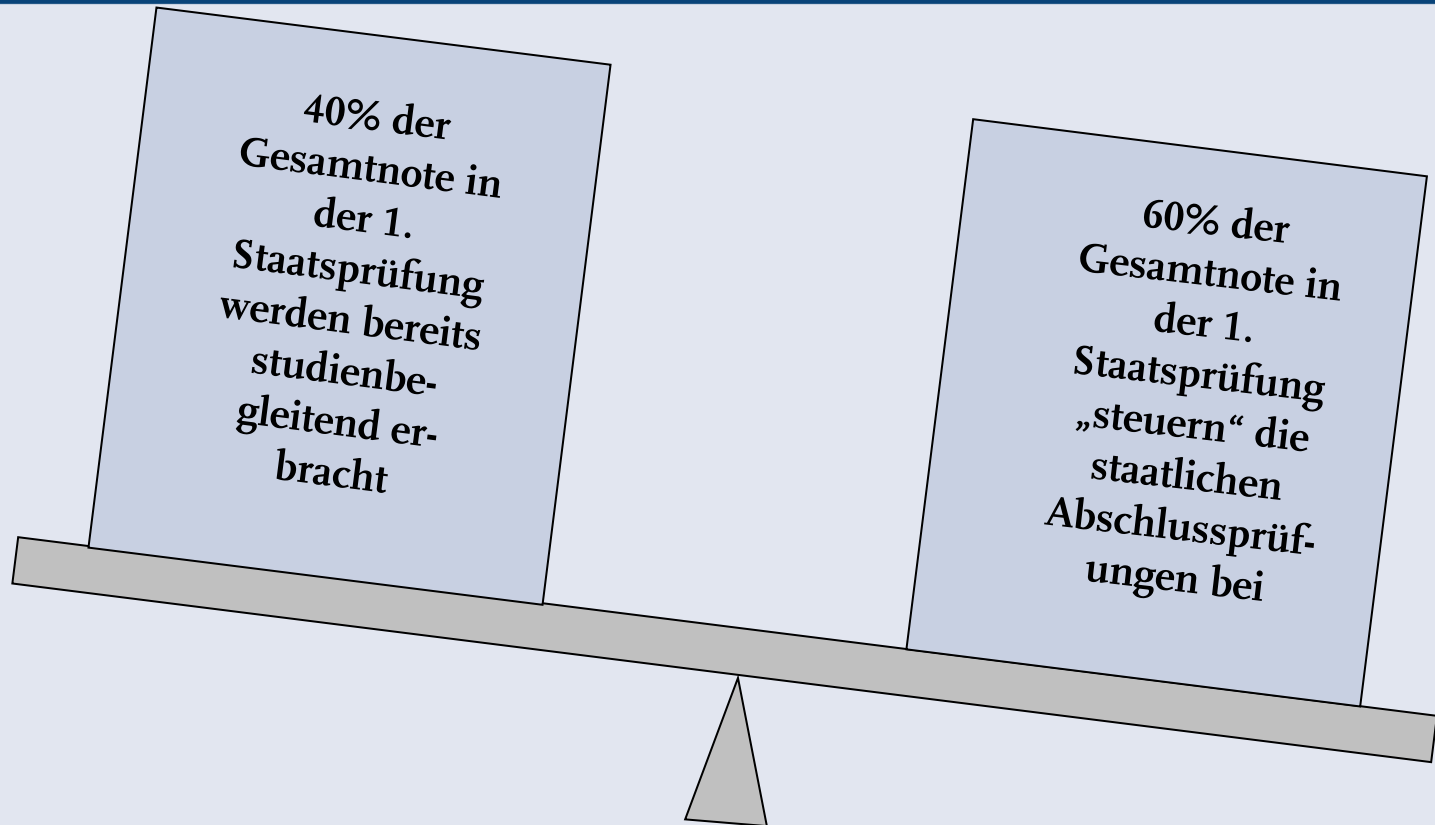 40% der
Gesamtnote in
der 1.
Staatsprüfung
werden bereits
studienbe-
gleitend er-
bracht
60% der
Gesamtnote in
der 1.
Staatsprüfung
„steuern“ die
staatlichen
Abschlussprüf-
ungen bei